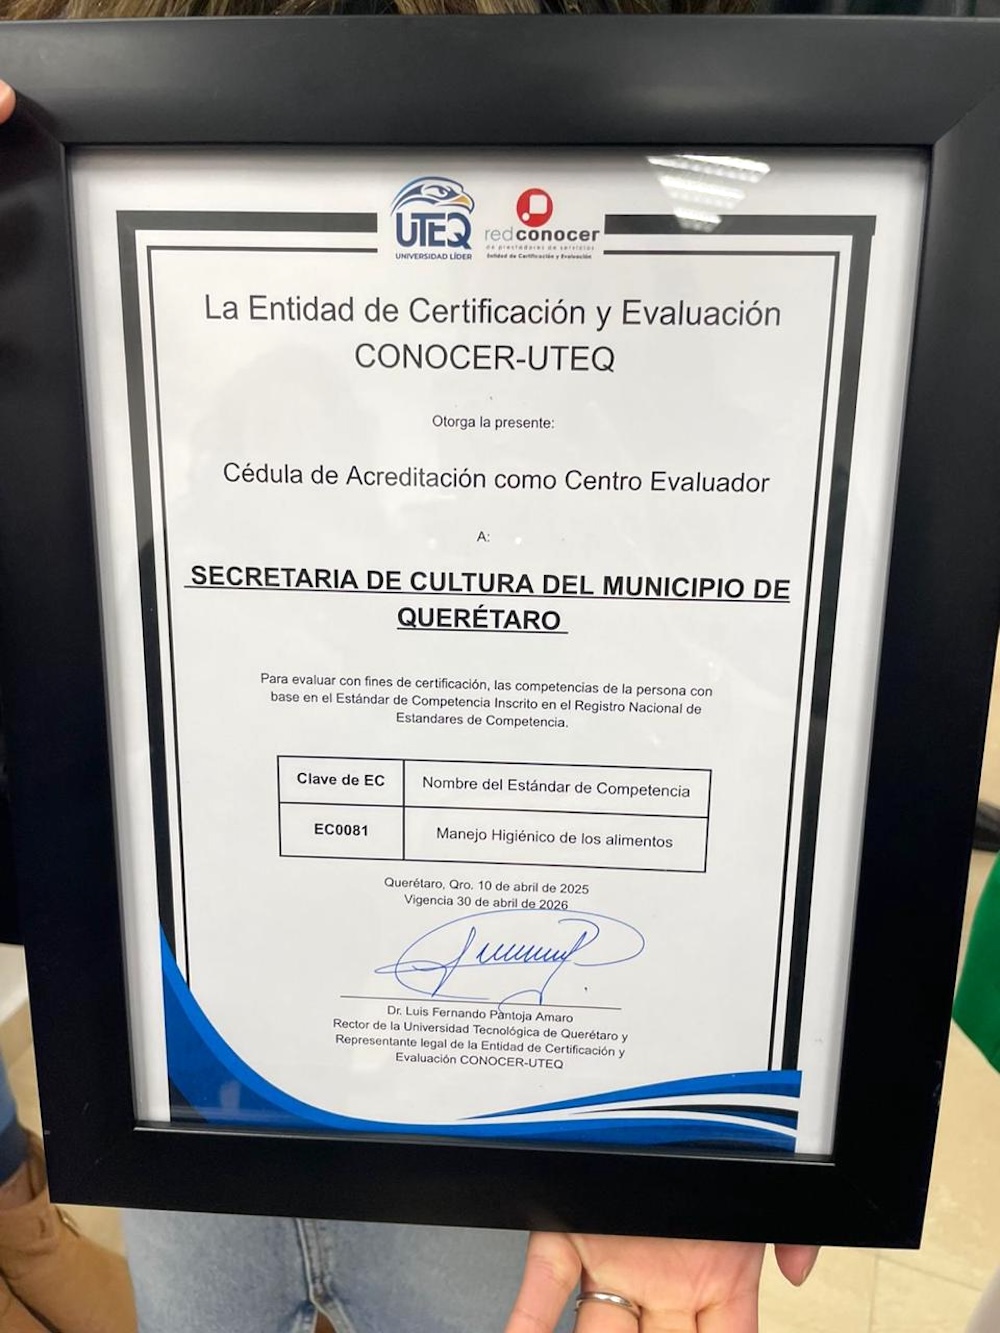 UTEQ
UNIVERSIDAD LÍDER
redconocer
de prestadores de servicios
Entidad de Certificación y Evaluación
La Entidad de Certificación y Evaluación
CONOCER-UTEQ
Otorga la presente:
Cédula de Acreditación como Centro Evaluador
A:
SECRETARIA DE CULTURA DEL MUNICIPIO DE
QUERÉTARO
Para evaluar con fines de certificación, las competencias de la persona con
base en el Estándar de Competencia Inscrito en el Registro Nacional de
Estandares de Competencia.
Clave de EC Nombre del Estándar de Competencia
EC0081 Manejo Higiénico de los alimentos
Querétaro, Qro. 10 de abril de 2025
Vigencia 30 de abril de 2026
Dr. Luis Fernando Pantoja Amaro
Rector de la Universidad Tecnológica de Querétaro y
Representante legal de la Entidad de Certificación y
Evaluación CONOCER-UTEQ